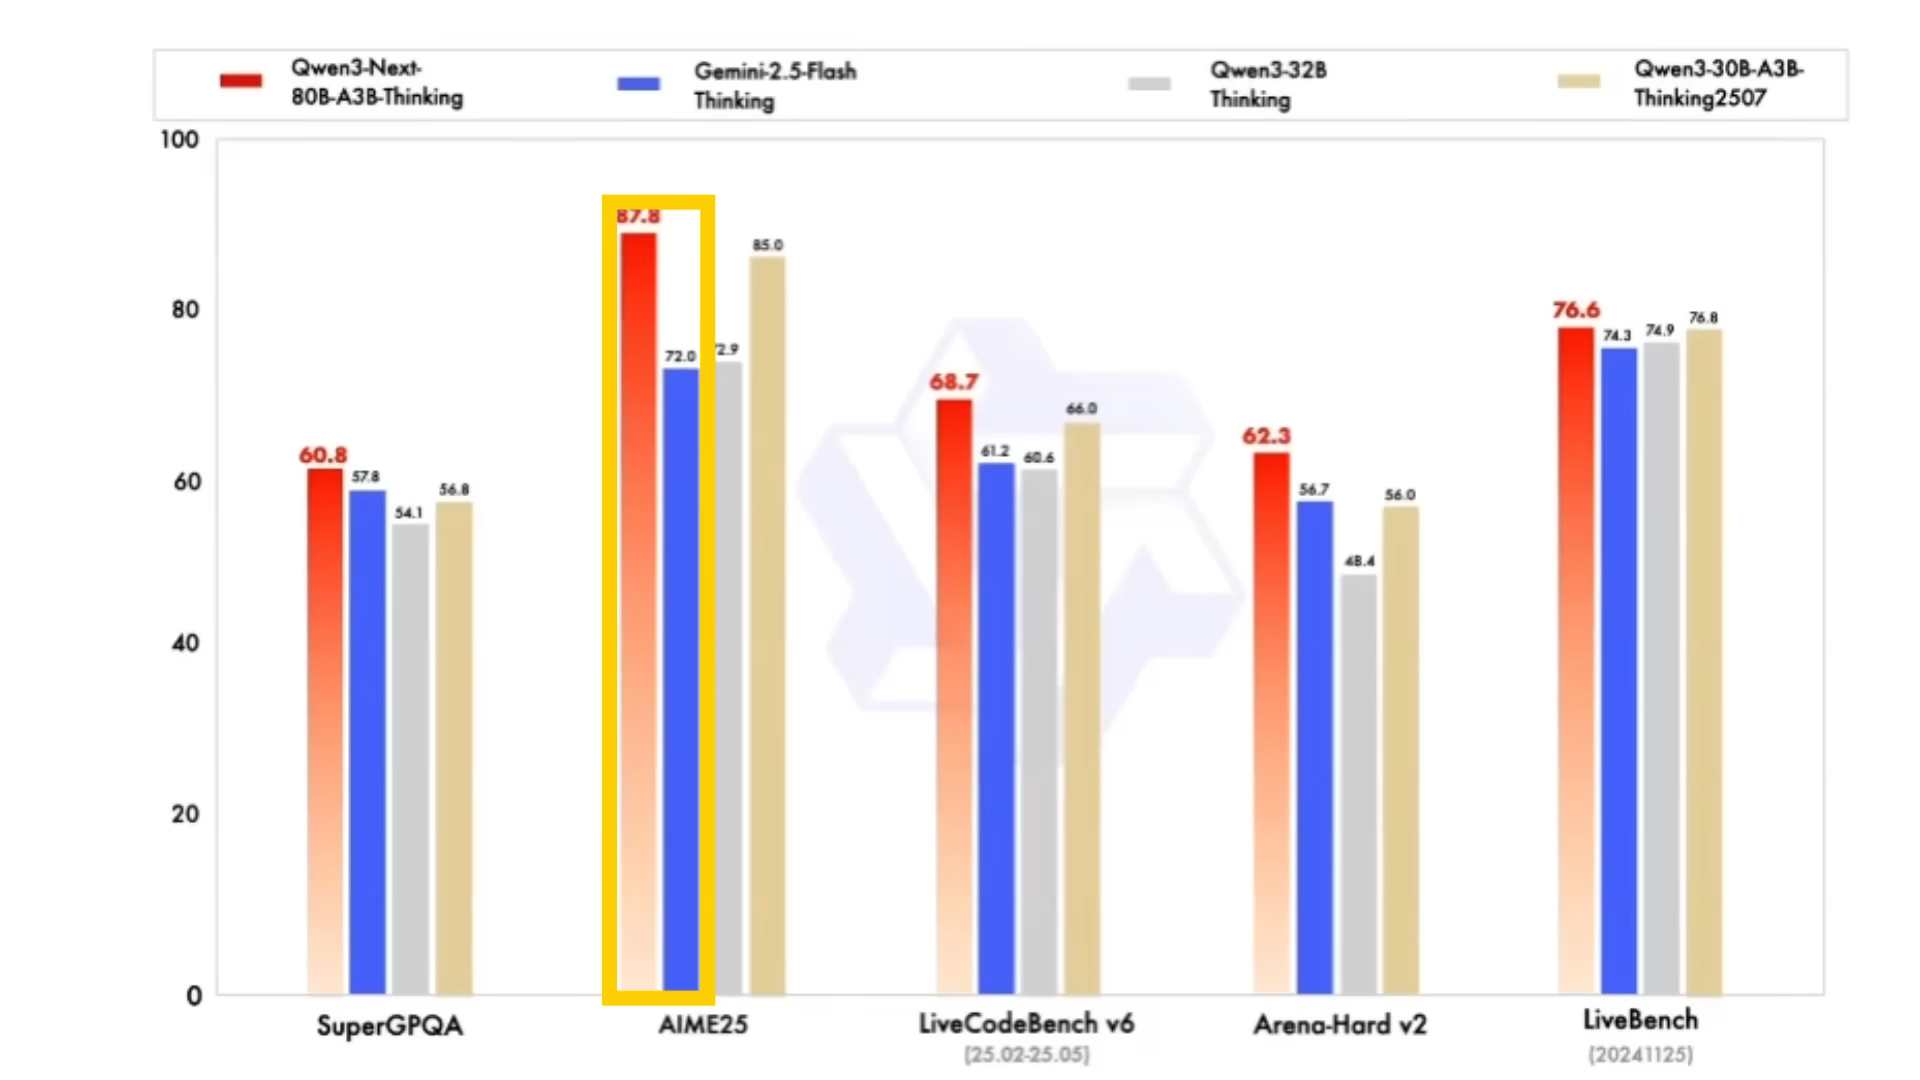 Qwen3-Next-
80B-A3B-Thinking
Gemini-2.5-Flash
Thinking
Qwen3-32B
Thinking
Qwen3-30B-A3B-
Thinking2507
100
80
60
40
20
0
60.8
57.8
54.1
56.8
87.8
72.0
2.9
85.0
68.7
61.2
60.6
66.0
62.3
56.7
48.4
56.0
76.6
74.3
74.9
76.8
SuperGPQA
AIME25
LiveCodeBench v6
(25.02-25.05)
Arena-Hard v2
LiveBench
(20241125)